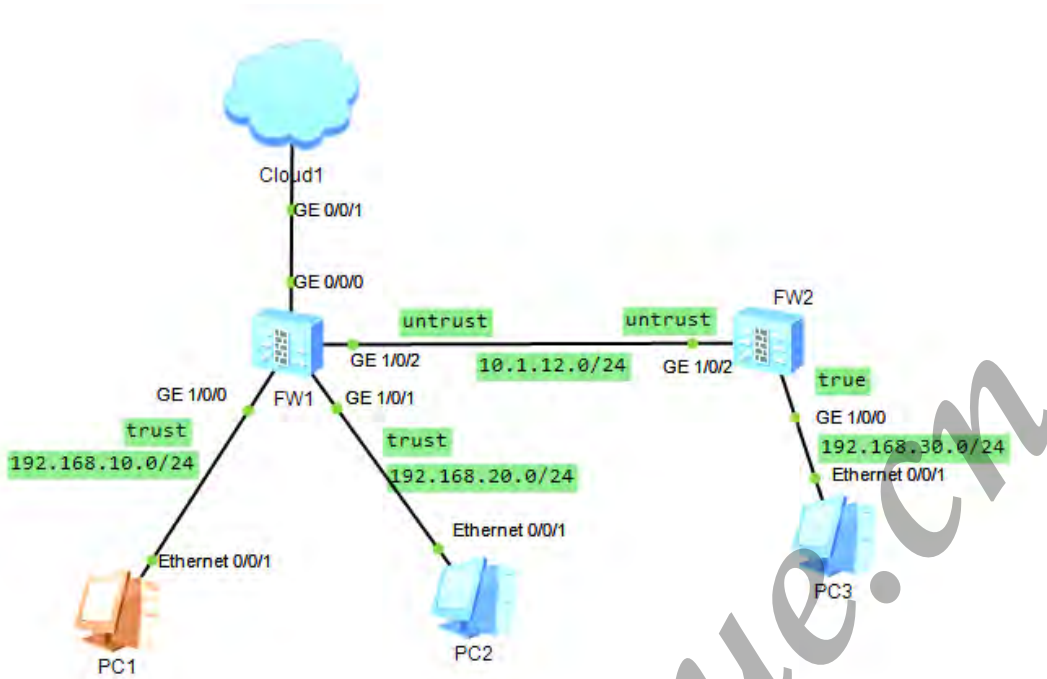 Cloud1
GE 0/0/1
GE 0/0/0
FW2
untrust
untrust
GE 1/0/2
10.1.12.0/24
GE 1/0/2
true
GE 1/0/0
FW1
GE 1/0/1
GE 1/0/0
trust
trust
192.168.10.0/24
192.168.20.0/24
192.168.30.0/24
Ethernet 0/0/1
Ethernet 0/0/1
Ethernet 0/0/1
PC3
PC2
PC1
ue.cn